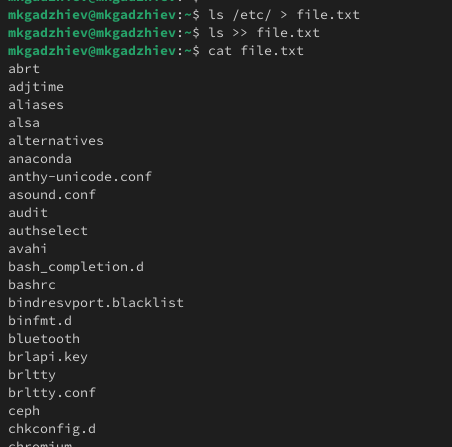 mkgadzhiev@mkgadzhiev:~$ ls /etc/ > file.txt
mkgadzhiev@mkgadzhiev:~$ ls >> file.txt
mkgadzhiev@mkgadzhiev:~$ cat file.txt
abrt
adjtime
aliases
alsa
alternatives
anaconda
anthy-unicode.conf
asound.conf
audit
authselect
avahi
bash_completion.d
bashrc
bindresvport.blacklist
binfmt.d
bluetooth
brlapi.key
brltty
brltty.conf
ceph
chkconfig.d
chromium